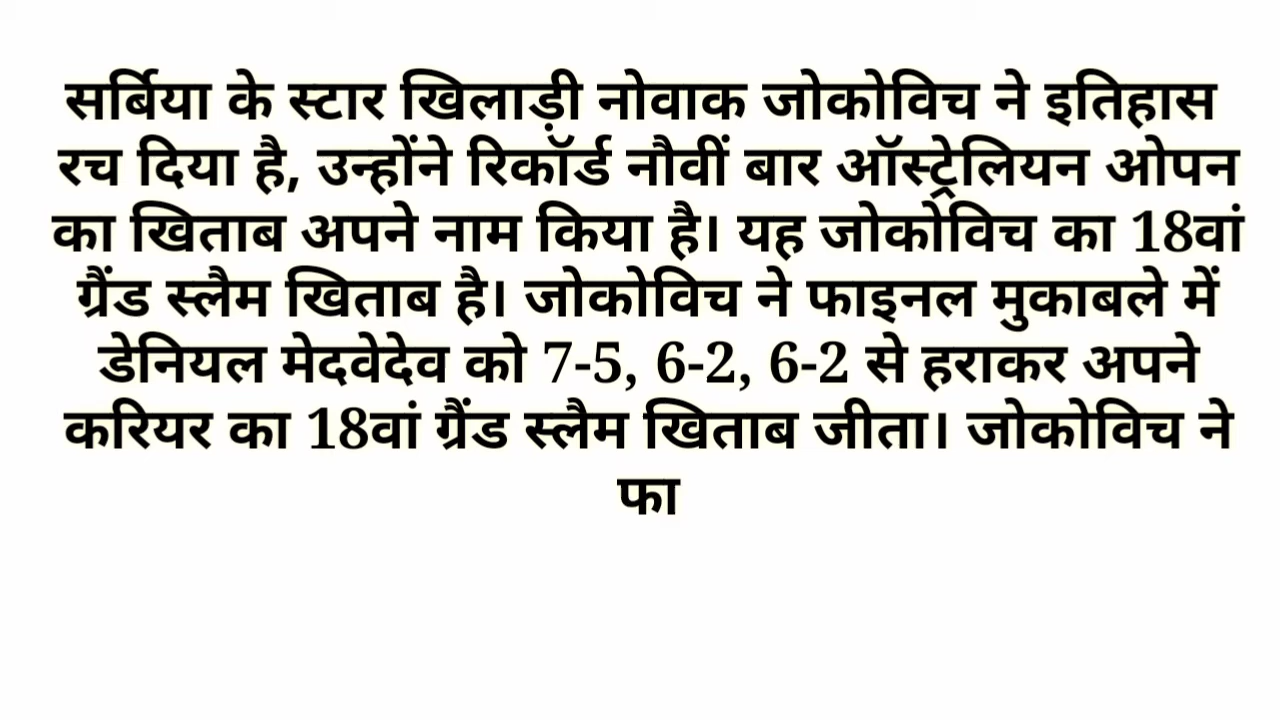 सर्बिया के स्टार खिलाड़ी नोवाक जोकोविच ने इतिहास
रच दिया है, उन्होंने रिकॉर्ड नौवीं बार ऑस्ट्रेलियन ओपन
का खिताब अपने नाम किया है। यह जोकोविच का 18वां
ग्रैंड स्लैम खिताब है। जोकोविच ने फाइनल मुकाबले में
डेनियल मेदवेदेव को 7-5, 6-2, 6-2 से हराकर अपने
करियर का 18वां ग्रैंड स्लैम खिताब जीता। जोकोविच ने
फा